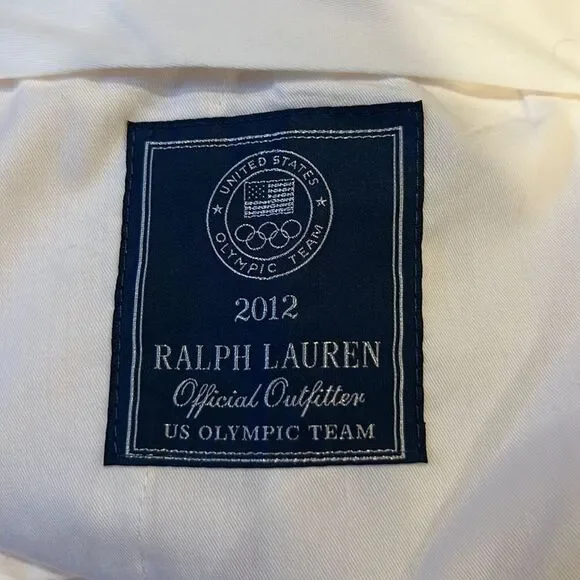 UNITED STATES
OLYMPIC TEAM
2012
RALPH LAUREN
Official Outfitter
US OLYMPIC TEAM